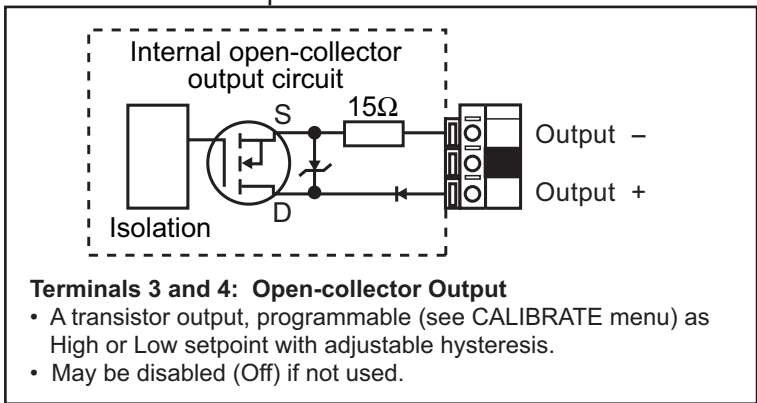 Internal open-collector
output circuit
S
15Ω
Output –
D
Output +
Isolation
Terminals 3 and 4: Open-collector Output
• A transistor output, programmable (see CALIBRATE menu) as
High or Low setpoint with adjustable hysteresis.
• May be disabled (Off) if not used.